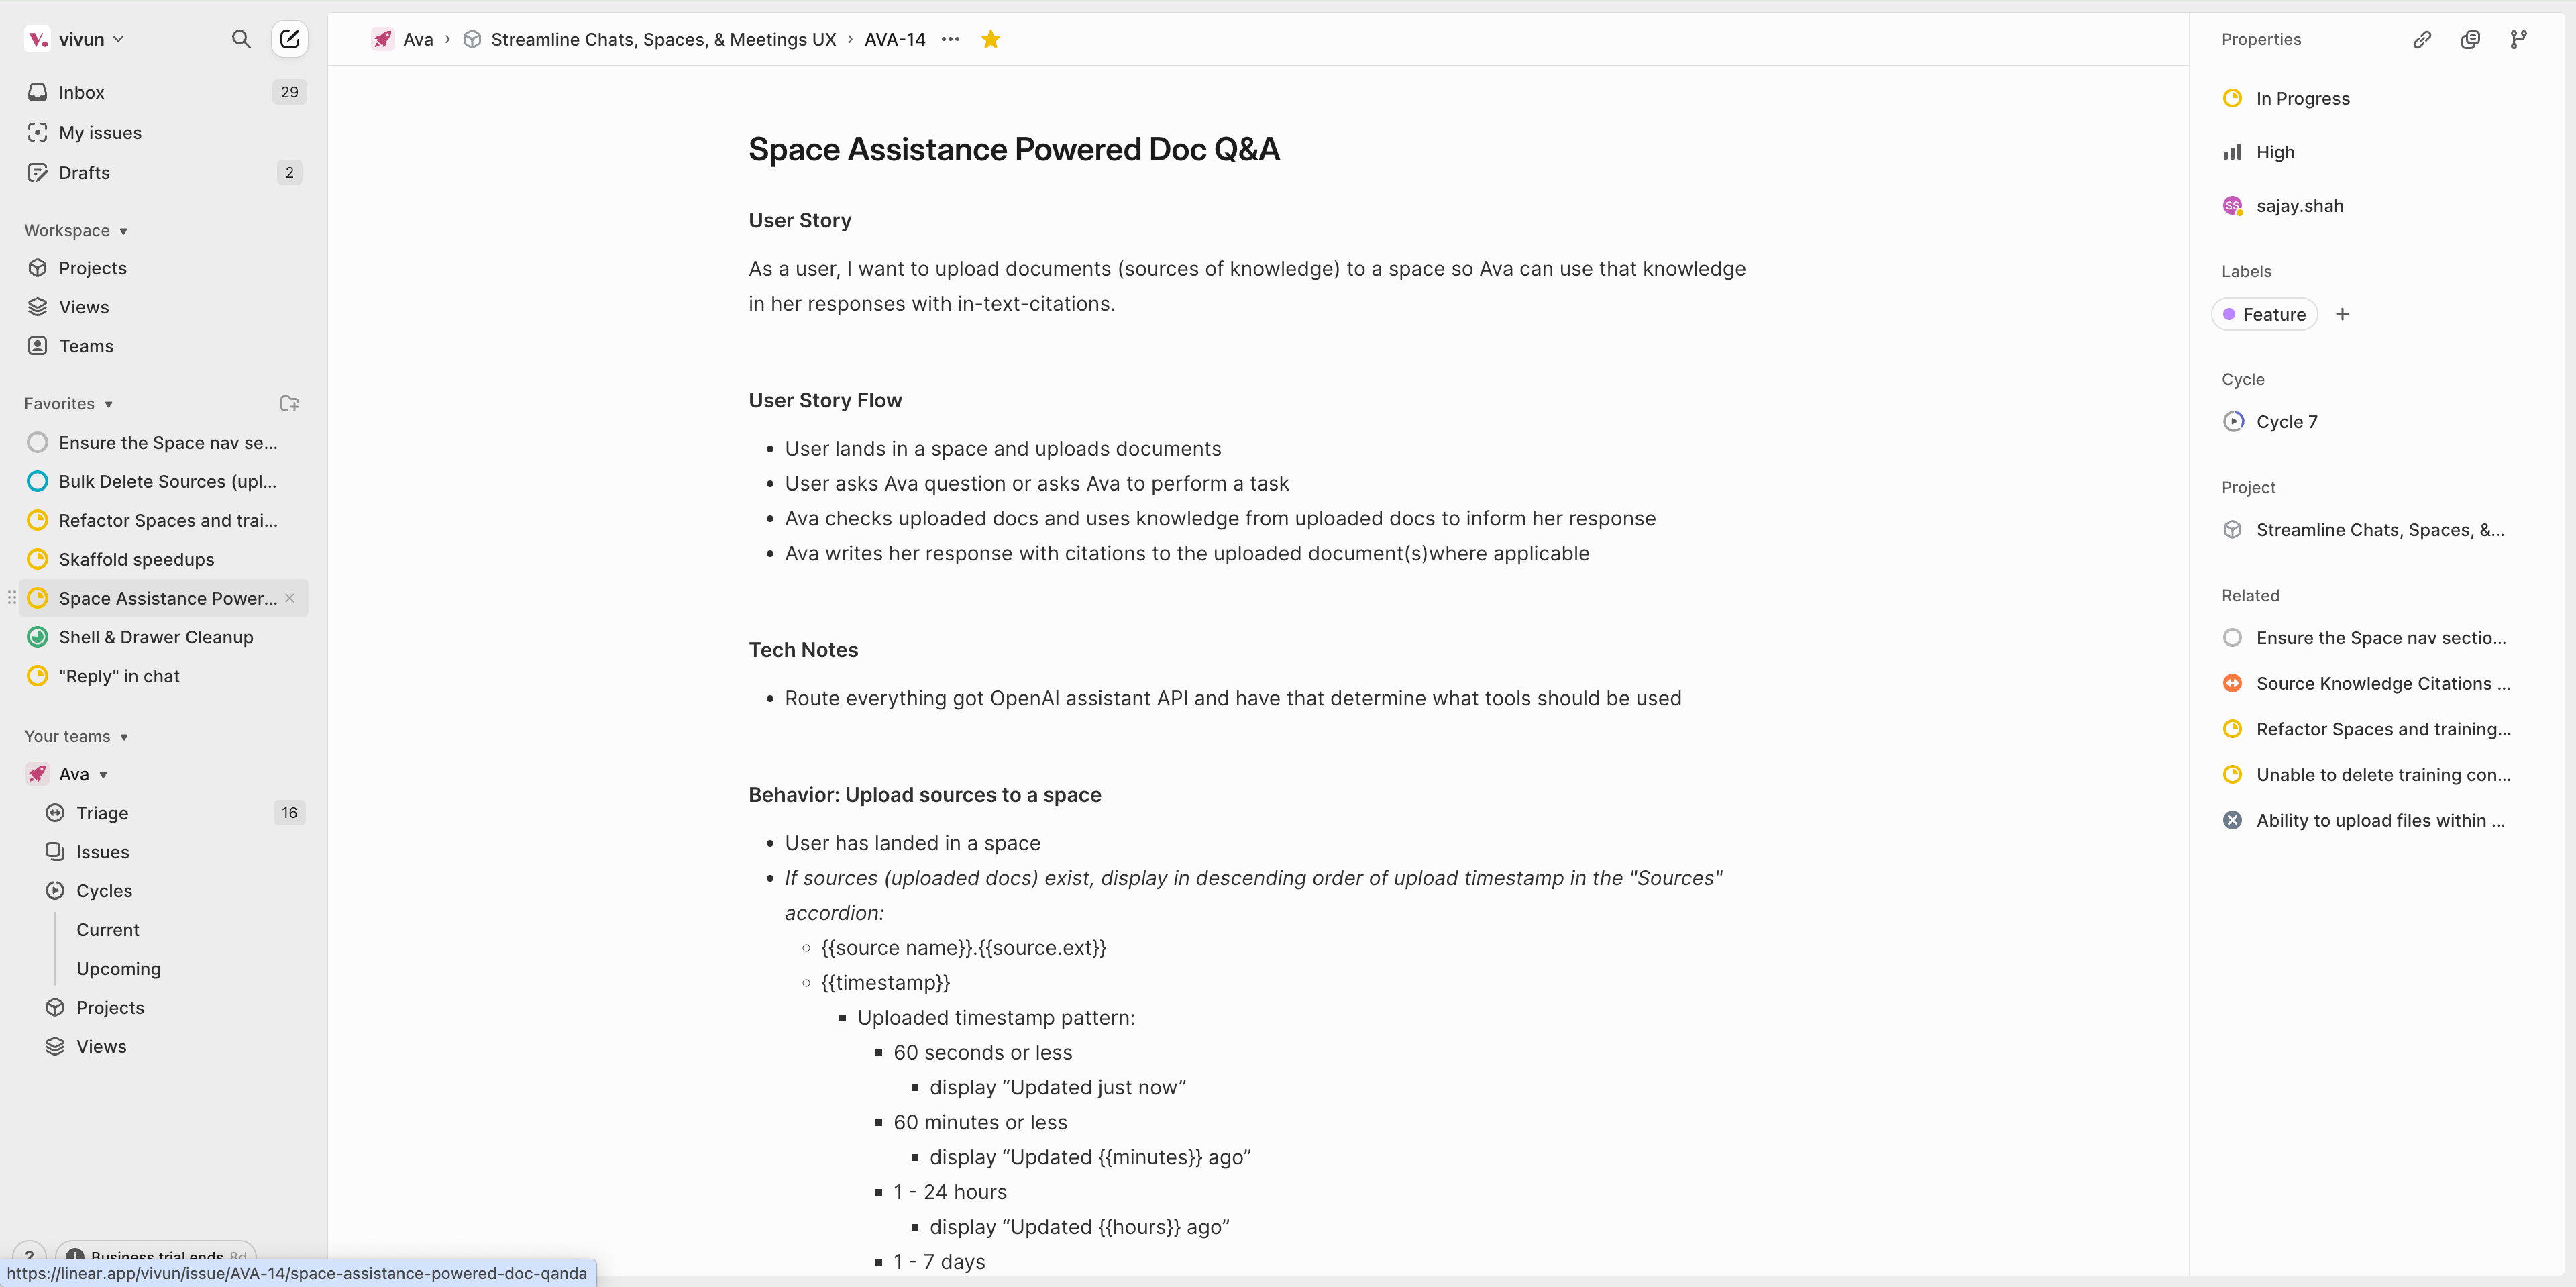 vivun
Inbox
29
My issues
Drafts
2
Workspace
Projects
Views
Teams
Favorites
Ensure the Space nav se...
Bulk Delete Sources (upl...
Refactor Spaces and trai...
Skaffold speedups
Space Assistance Power...
Shell & Drawer Cleanup
"Reply" in chat
Your teams
Ava
Triage
16
Issues
Cycles
Current
Upcoming
Projects
Views
?
Business trial ends 8d
https://linear.app/vivun/issue/AVA-14/space-assistance-powered-doc-qanda
Ava › Streamline Chats, Spaces, & Meetings UX › AVA-14
Space Assistance Powered Doc Q&A
User Story
As a user, I want to upload documents (sources of knowledge) to a space so Ava can use that knowledge
in her responses with in-text-citations.
User Story Flow
• User lands in a space and uploads documents
• User asks Ava question or asks Ava to perform a task
• Ava checks uploaded docs and uses knowledge from uploaded docs to inform her response
• Ava writes her response with citations to the uploaded document(s)where applicable
Tech Notes
• Route everything got OpenAI assistant API and have that determine what tools should be used
Behavior: Upload sources to a space
• User has landed in a space
• If sources (uploaded docs) exist, display in descending order of upload timestamp in the "Sources"
accordion:
◦ {{source name}}.{{source.ext}}
◦ {{timestamp}}
▪ Uploaded timestamp pattern:
▪ 60 seconds or less
▪ display “Updated just now”
▪ 60 minutes or less
▪ display “Updated {{minutes}} ago”
▪ 1 - 24 hours
▪ display “Updated {{hours}} ago”
▪ 1 - 7 days
Properties
In Progress
High
SS
sajay.shah
Labels
Feature
Cycle
Cycle 7
Project
Streamline Chats, Spaces, &...
Related
Ensure the Space nav sectio...
Source Knowledge Citations ...
Refactor Spaces and training...
Unable to delete training con...
Ability to upload files within ...